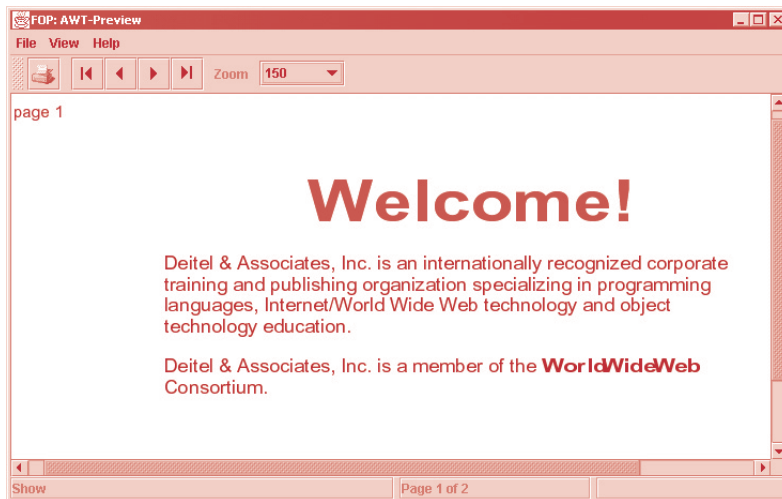 FOP: AWT-Preview
File View Help
Zoom 150
page 1
Welcome!
Deitel & Associates, Inc. is an internationally recognized corporate
training and publishing organization specializing in programming
languages, Internet/World Wide Web technology and object
technology education.
Deitel & Associates, Inc. is a member of the WorldWideWeb
Consortium.
Show Page 1 of 2